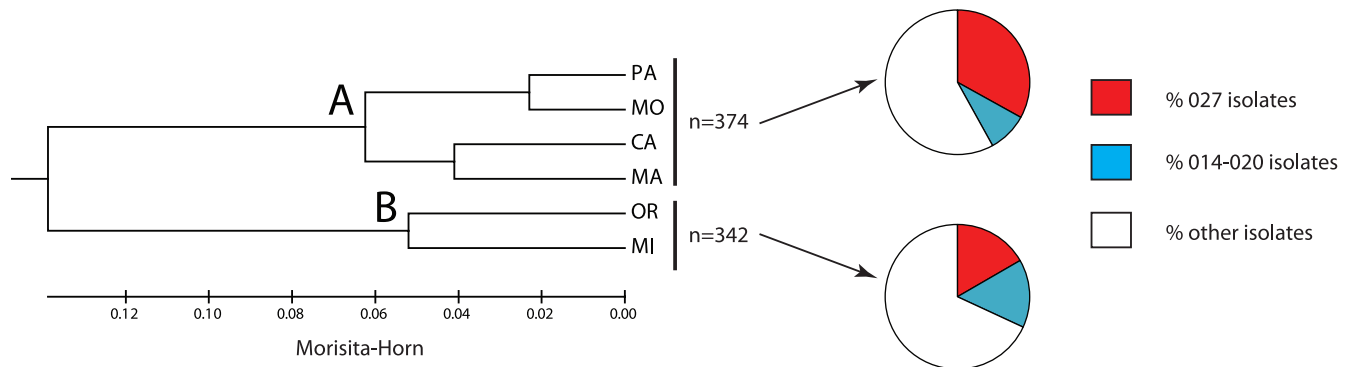 A
PA
MO
CA
MA
n=374
B
OR
MI
n=342
0.12 0.10 0.08 0.06 0.04 0.02 0.00
Morisita-Horn
% 027 isolates
% 014-020 isolates
% other isolates